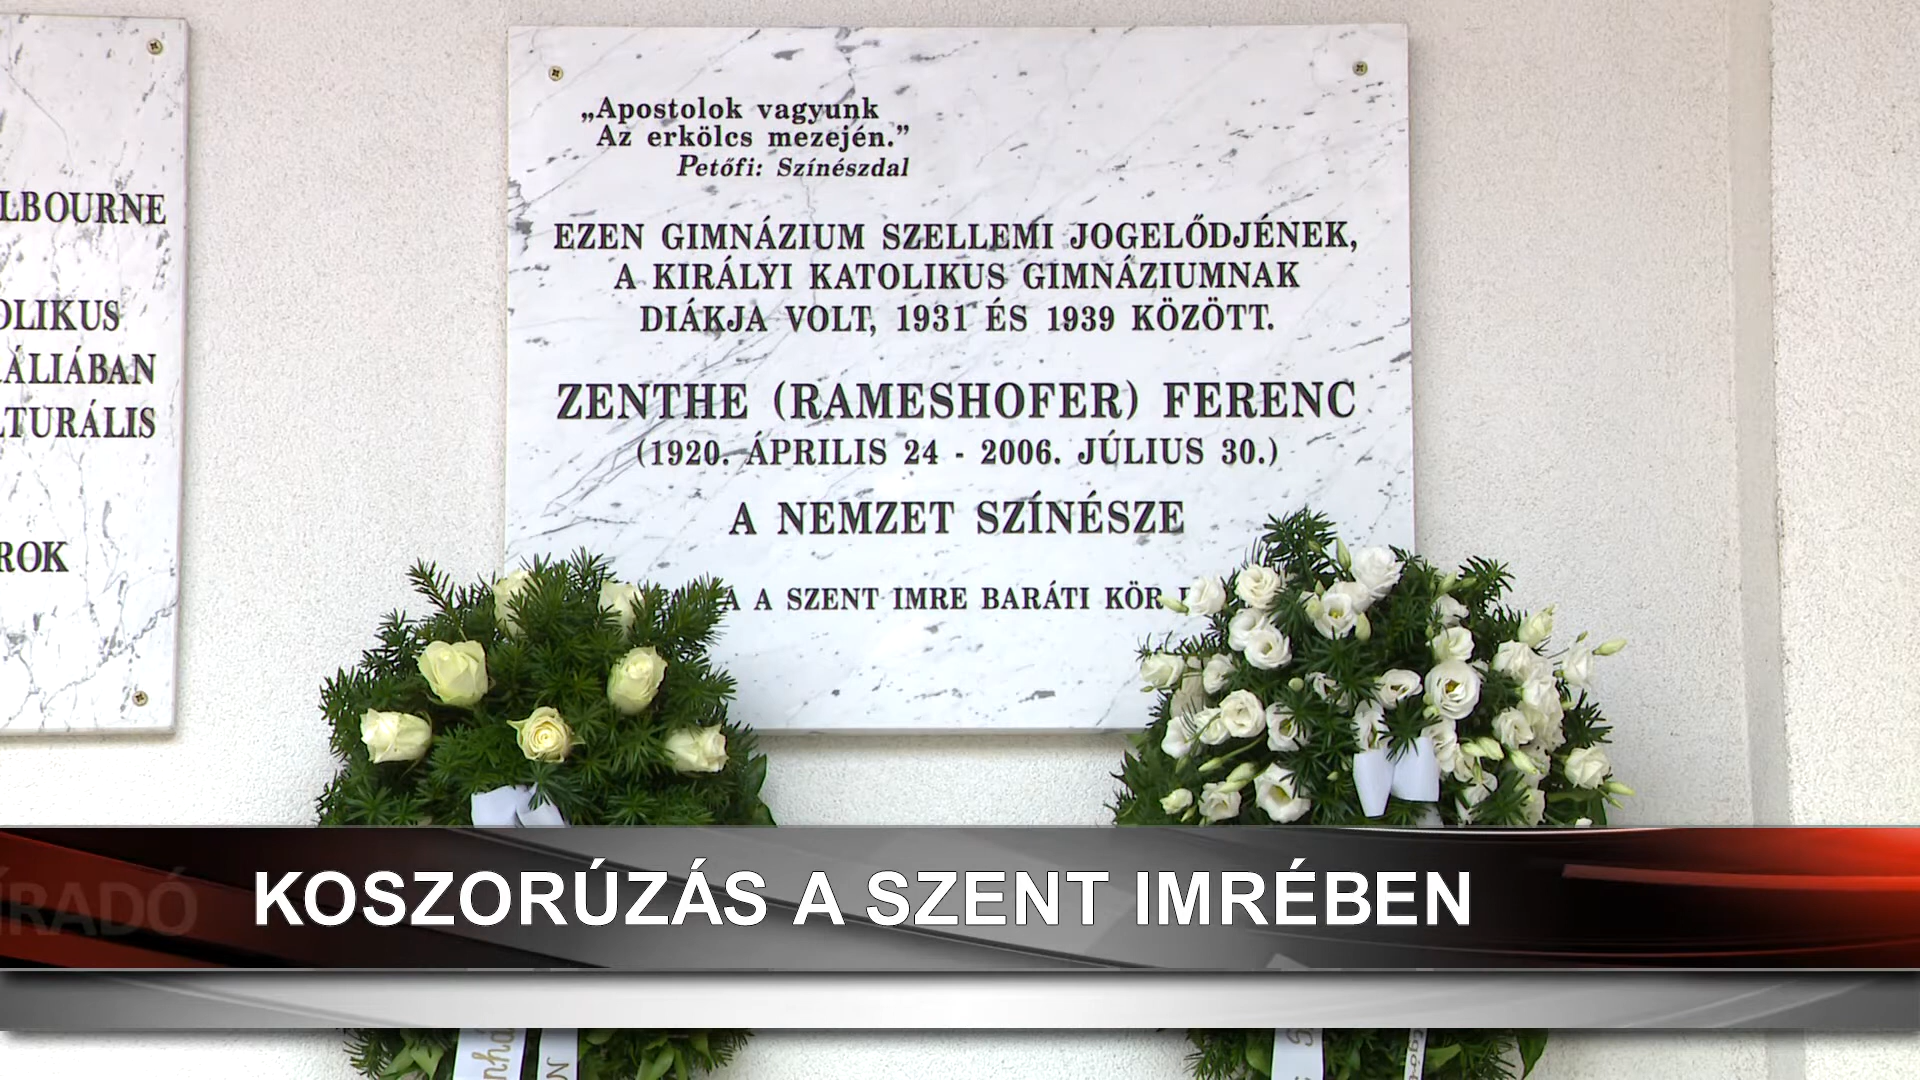 LBOURNE
OLIKUS
ÁLIÁBAN
LTURÁLIS
ROK
„Apostolok vagyunk
Az erkölcs mezején.”
Petőfi: Színészdal
EZEN GIMNÁZIUM SZELLEMI JOGELŐDJÉNEK,
A KIRÁLYI KATOLIKUS GIMNÁZIUMNAK
DIÁKJA VOLT, 1931 ÉS 1939 KÖZÖTT.
ZENTHE (RAMESHOFER) FERENC
(1920. ÁPRILIS 24 - 2006. JÚLIUS 30.)
A NEMZET SZÍNÉSZE
A A SZENT IMRE BARÁTI KÖR
ÍRADÓ
KOSZORÚZÁS A SZENT IMRÉBEN